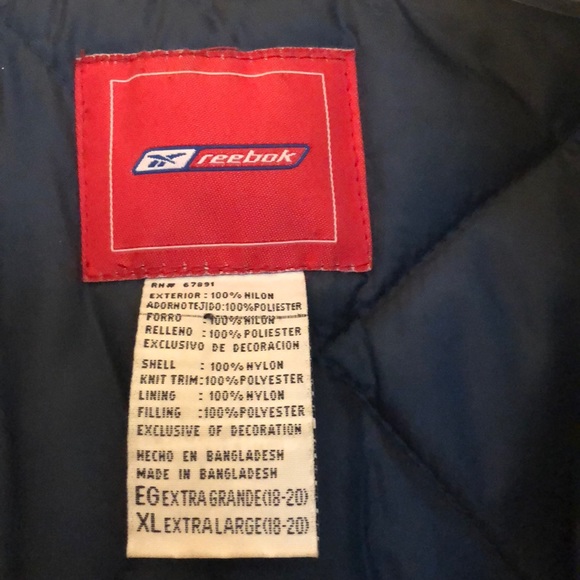 reebok
RN# 67891
EXTERIOR : 100% NILON
ADORHOTEJIDO:100%POLIESTER
FORRO : 100% NILON
RELLENO : 100% POLIESTER
EXCLUSIVO DE DECORACION
SHELL : 100% NYLON
KNIT TRIM:100%POLYESTER
LINING : 100% NYLON
FILLING :100% POLYESTER
EXCLUSIVE OF DECORATION
HECHO EN BANGLADESH
MADE IN BANGLADESH
EG EXTRA GRANDE(18-20)
XL EXTRA LARGE(18-20)